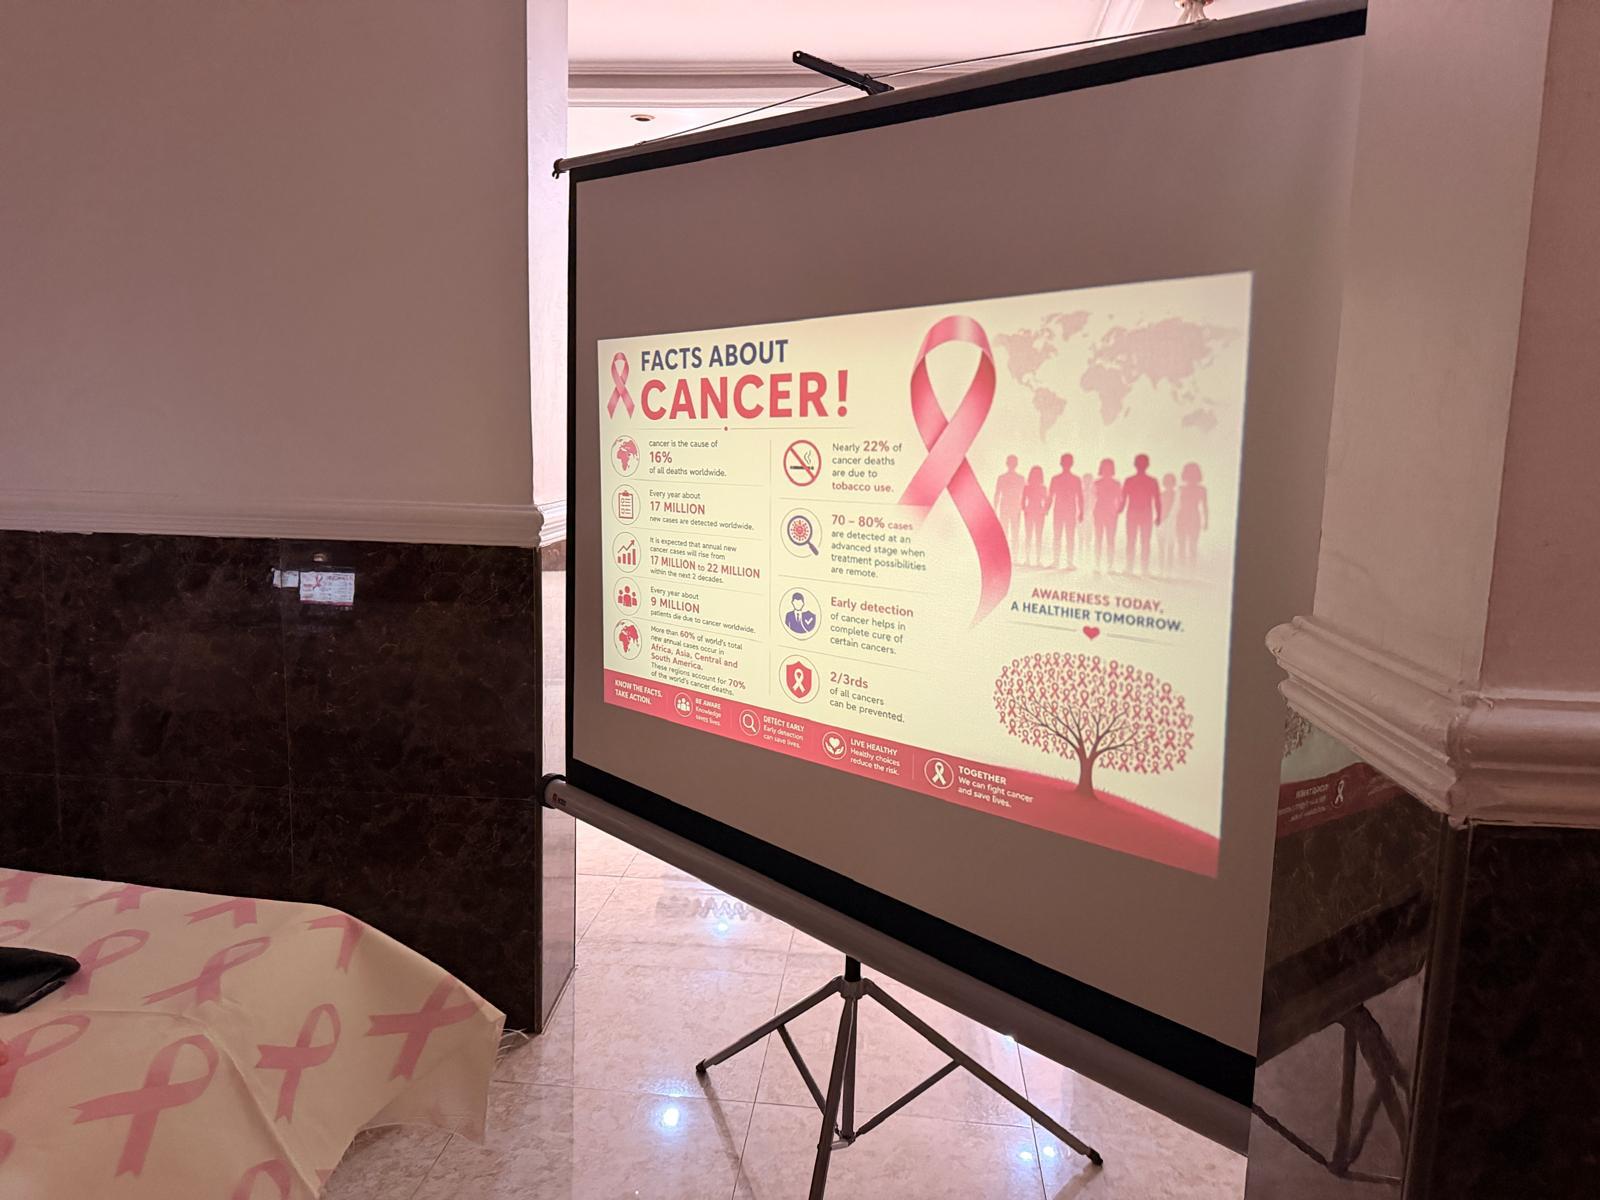 FACTS ABOUT
CANCER!
cancer is the cause of
16%
of all deaths worldwide.
Every year about
17 MILLION
new cases are detected worldwide.
It is expected that annual new
cancer cases will rise from
17 MILLION to 22 MILLION
within the next 2 decades.
Every year about
9 MILLION
patients die due to cancer worldwide.
More than 60% of world's total
new annual cases occur in
Africa, Asia, Central and
South America.
These regions account for 70%
of the world's cancer deaths.
Nearly 22% of
cancer deaths
are due to
tobacco use.
70 – 80% cases
are detected at an
advanced stage when
treatment possibilities
are remote.
Early detection
of cancer helps in
complete cure of
certain cancers.
2/3rds
of all cancers
can be prevented.
AWARENESS TODAY,
A HEALTHIER TOMORROW.
KNOW THE FACTS.
TAKE ACTION.
BE AWARE
Knowledge
saves lives.
DETECT EARLY
Early detection
can save lives.
LIVE HEALTHY
Healthy choices
reduce the risk.
TOGETHER
We can fight cancer
and save lives.